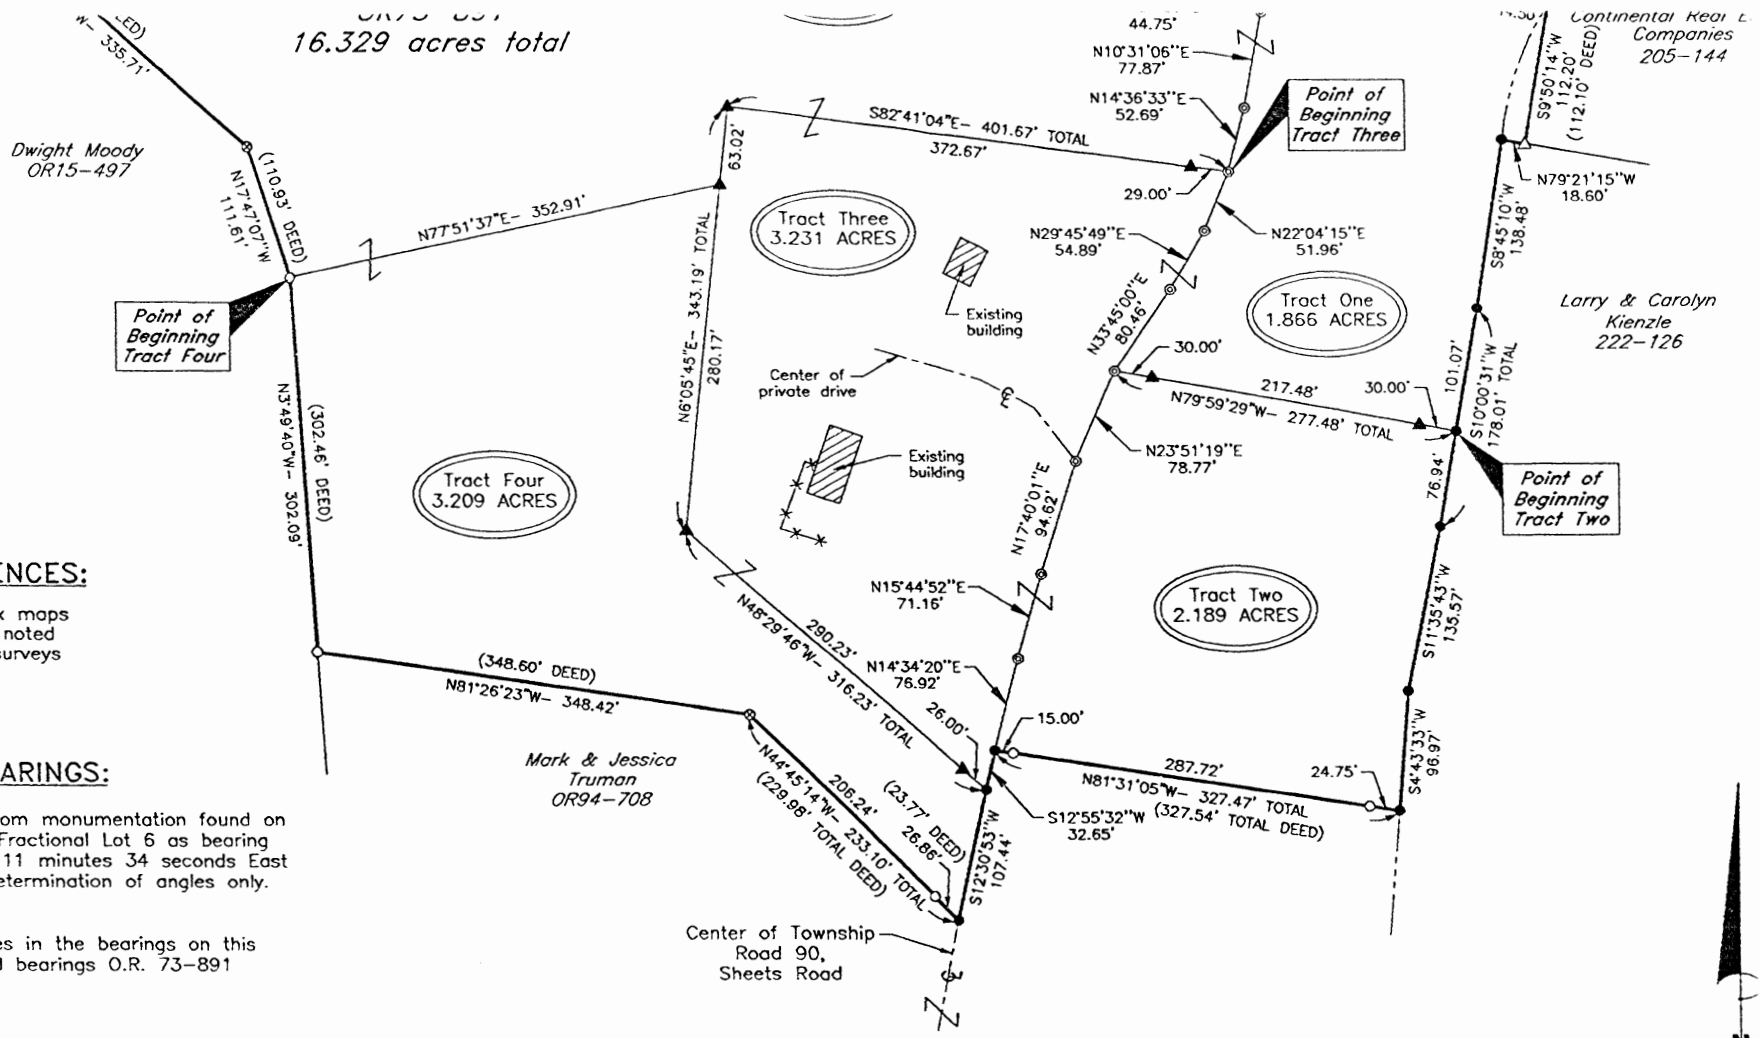 16.329 acres total
W- 335.71'
Dwight Moody
OR15-497
(110.93' DEED)
N17°47'07"W
111.61'
N77°51'37"E- 352.91'
63.02'
S82°41'04"E- 401.67' TOTAL
372.67'
29.00'
44.75'
N10°31'06"E
77.87'
N14°36'33"E
52.69'
Point of
Beginning
Tract Three
Continental Real
Companies
205-144
S9°50'14"W
112.20'
(112.10' DEED)
N79°21'15"W
18.60'
S8°45'10"W
138.48'
Tract Three
3.231 ACRES
N29°45'49"E
54.89'
N22°04'15"E
51.96'
Existing
building
N33°45'00"E
80.46'
Tract One
1.866 ACRES
Larry & Carolyn
Kienzle
222-126
Point of
Beginning
Tract Four
N6°05'45"E- 343.19' TOTAL
280.17'
Center of
private drive
30.00'
217.48'
30.00'
N79°59'29"W- 277.48' TOTAL
101.07'
S10°00'31"W
178.01' TOTAL
76.94'
N3°49'40"W- 302.09'
(302.46' DEED)
Tract Four
3.209 ACRES
Existing
building
N23°51'19"E
78.77'
Point of
Beginning
Tract Two
N17°40'01"E
94.62'
ENCES:
x maps
noted
surveys
N15°44'52"E
71.16'
Tract Two
2.189 ACRES
S11°35'43"W
135.57'
290.23'
N48°29'46"W- 316.23' TOTAL
26.00'
N14°34'20"E
76.92'
15.00'
(348.60' DEED)
N81°26'23"W- 348.42'
Mark & Jessica
Truman
OR94-708
287.72'
24.75'
N81°31'05"W- 327.47' TOTAL
(327.54' TOTAL DEED)
S4°43'33"W
96.97'
206.24'
N44°45'14"W- 233.10' TOTAL
(229.98' TOTAL DEED)
(23.77' DEED)
26.86'
S12°30'53"W
107.44'
S12°55'32"W
32.65'
ARINGS:
om monumentation found on
Fractional Lot 6 as bearing
11 minutes 34 seconds East
etermination of angles only.
es in the bearings on this
bearings O.R. 73-891
Center of Township
Road 90,
Sheets Road